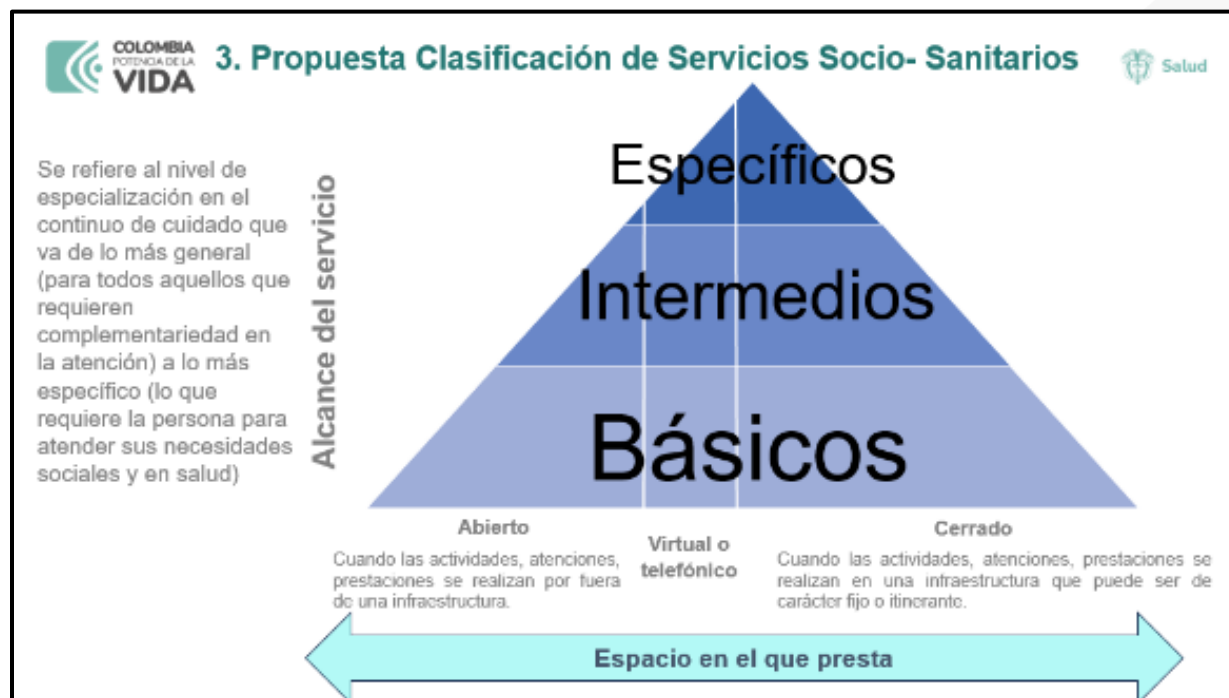 COLOMBIA
POTENCIA DE LA
VIDA
3. Propuesta Clasificación de Servicios Socio- Sanitarios
Salud
Se refiere al nivel de
especialización en el
continuo de cuidado que
va de lo más general
(para todos aquellos que
requieren
complementariedad en
la atención) a lo más
específico (lo que
requiere la persona para
atender sus necesidades
sociales y en salud)
Alcance del servicio
Específicos
Intermedios
Básicos
Abierto
Cuando las actividades, atenciones,
prestaciones se realizan por fuera
de una infraestructura.
Virtual o
telefónico
Cerrado
Cuando las actividades, atenciones, prestaciones se
realizan en una infraestructura que puede ser de
carácter fijo o itinerante.
Espacio en el que presta